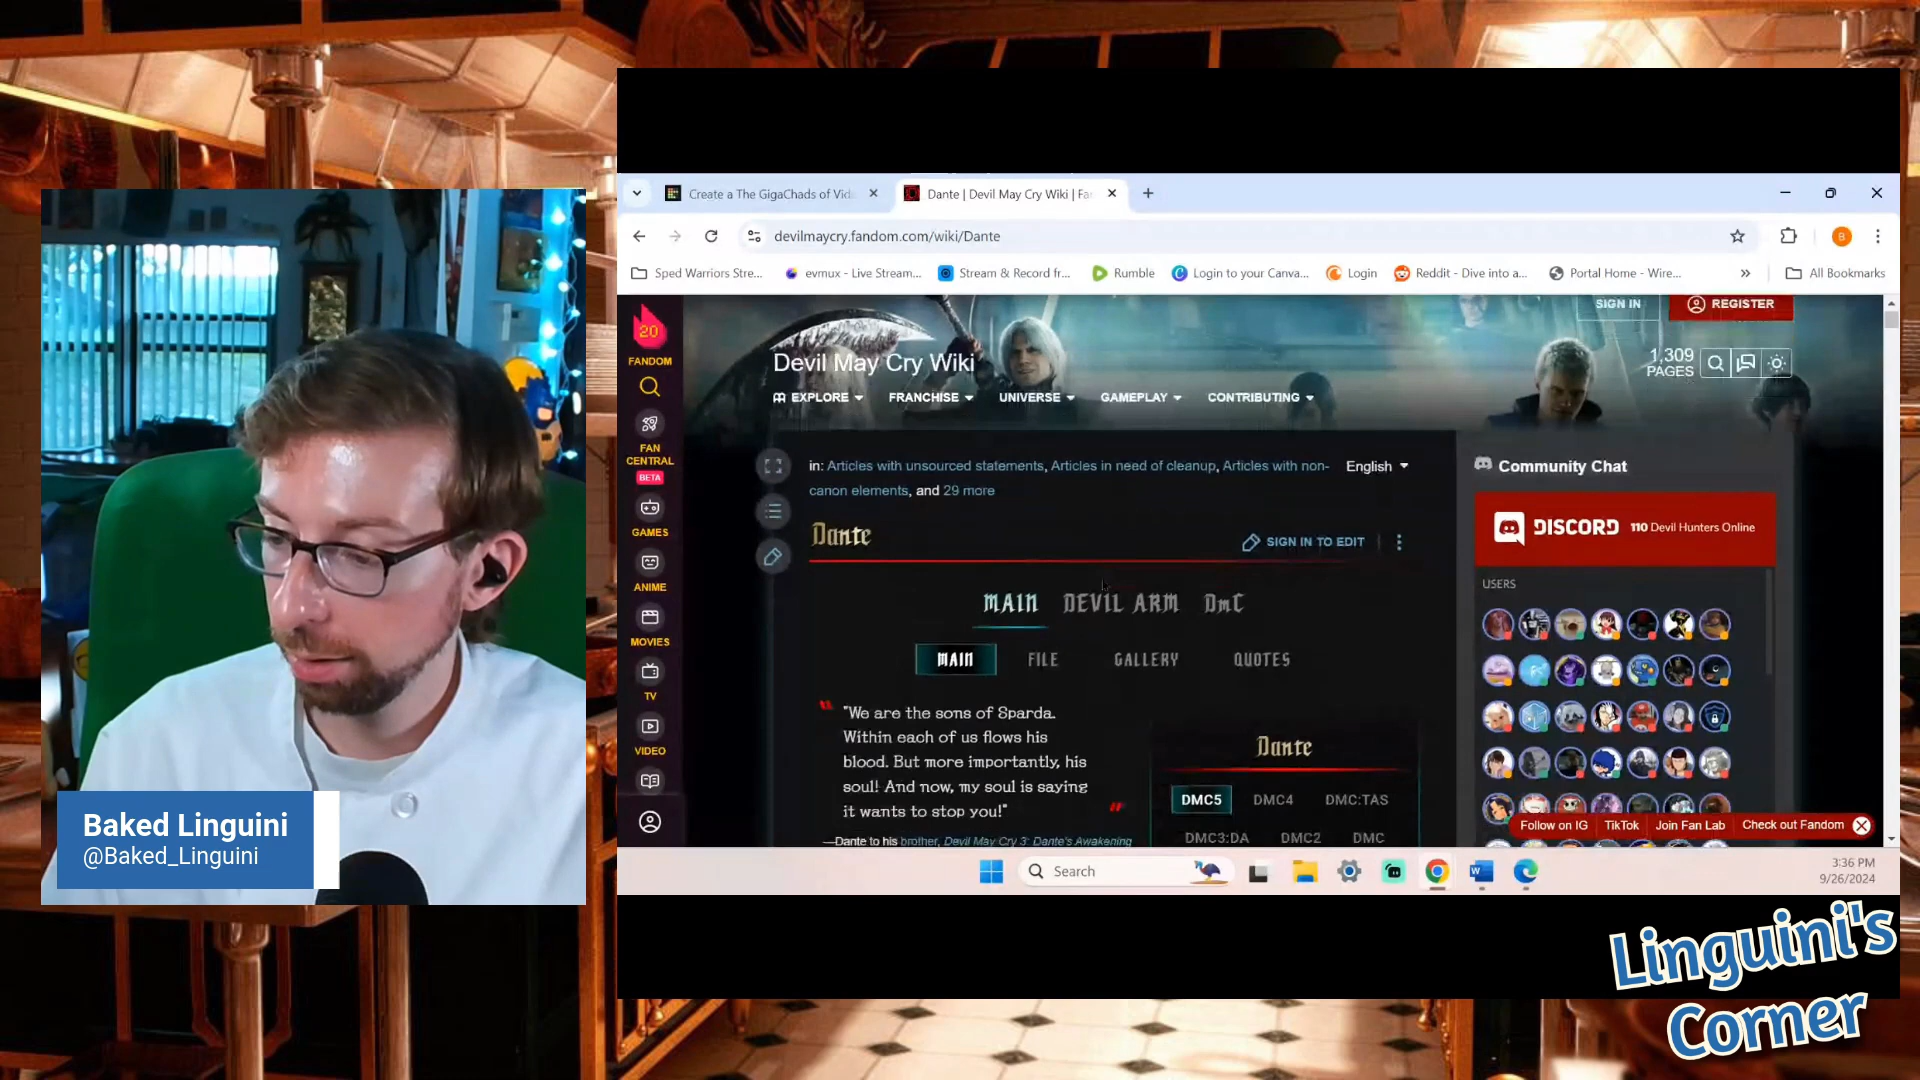 Create a The GigaChads of Vid
Dante | Devil May Cry Wiki | Fa
devilmaycry.fandom.com/wiki/Dante
B
Sped Warriors Stre...
evmux - Live Stream...
Stream & Record fr...
Rumble
Login to your Canva...
Login
Reddit - Dive into a...
Portal Home - Wire...
All Bookmarks
20
FANDOM
FAN
CENTRAL
BETA
GAMES
ANIME
MOVIES
TV
VIDEO
SIGN IN
REGISTER
Devil May Cry Wiki
1,309
PAGES
EXPLORE
FRANCHISE
UNIVERSE
GAMEPLAY
CONTRIBUTING
in: Articles with unsourced statements, Articles in need of cleanup, Articles with non-
canon elements, and 29 more
English
Dante
SIGN IN TO EDIT
MAIN DEVIL ARM DmC
MAIN FILE GALLERY QUOTES
"We are the sons of Sparda.
Within each of us flows his
blood. But more importantly, his
soul! And now, my soul is saying
it wants to stop you!"
—Dante to his brother, Devil May Cry 3: Dante's Awakening
Dante
DMC5 DMC4 DMC:TAS
DMC3:DA DMC2 DMC
Community Chat
DISCORD 110 Devil Hunters Online
USERS
Follow on IG TikTok Join Fan Lab Check out Fandom
Search
3:36 PM
9/26/2024
Baked Linguini
@Baked_Linguini
Linguini's
Corner